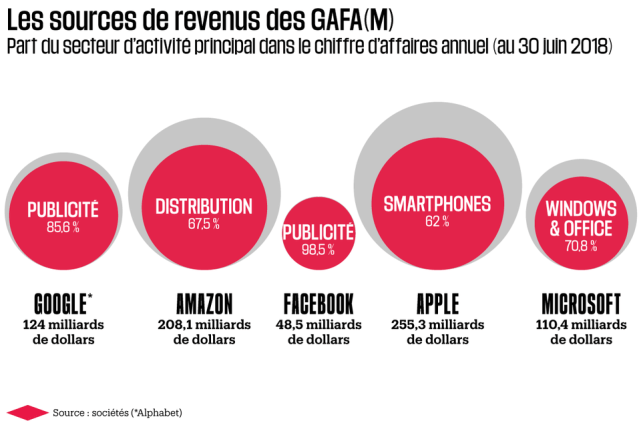 Les sources de revenus des GAFA(M)
Part du secteur d'activité principal dans le chiffre d'affaires annuel (au 30 juin 2018)
PUBLICITÉ
85,6 %
DISTRIBUTION
67,5 %
PUBLICITÉ
98,5 %
SMARTPHONES
62 %
WINDOWS
& OFFICE
70,8 %
GOOGLE*
124 milliards
de dollars
AMAZON
208,1 milliards
de dollars
FACEBOOK
48,5 milliards
de dollars
APPLE
255,3 milliards
de dollars
MICROSOFT
110,4 milliards
de dollars
Source : sociétés (*Alphabet)